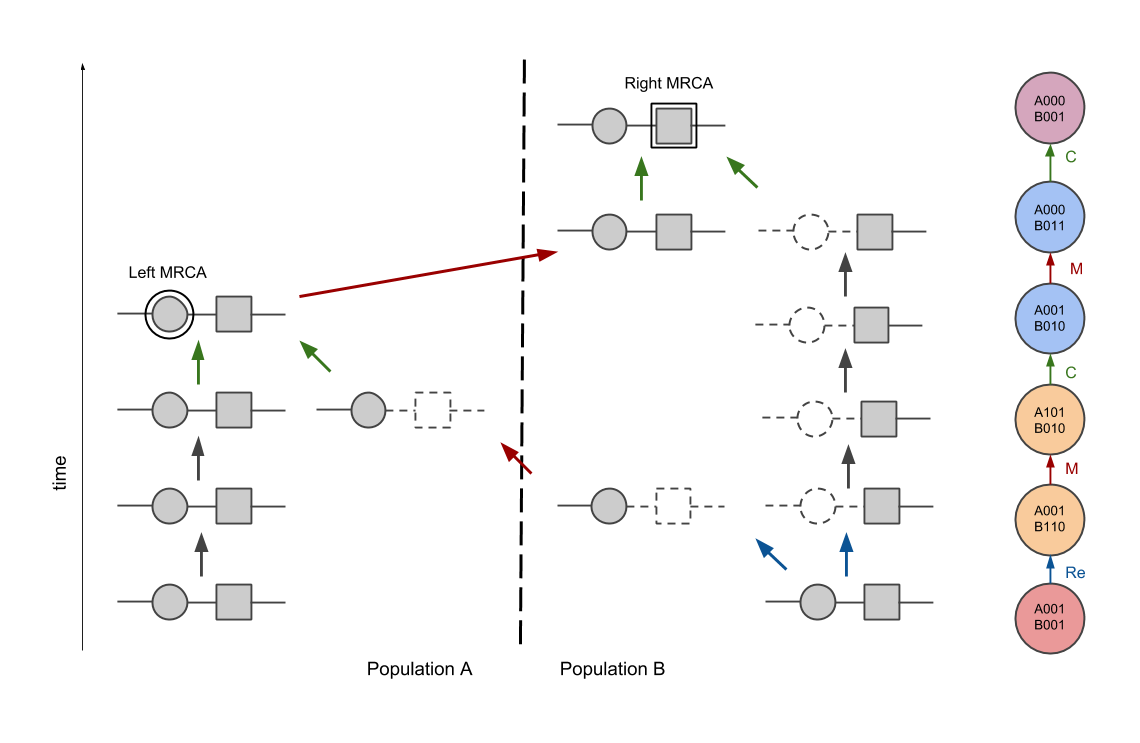 Right MRCA
Left MRCA
time
Population A
Population B
A000
B001
C
A000
B011
M
A001
B010
C
A101
B010
M
A001
B110
Re
A001
B001